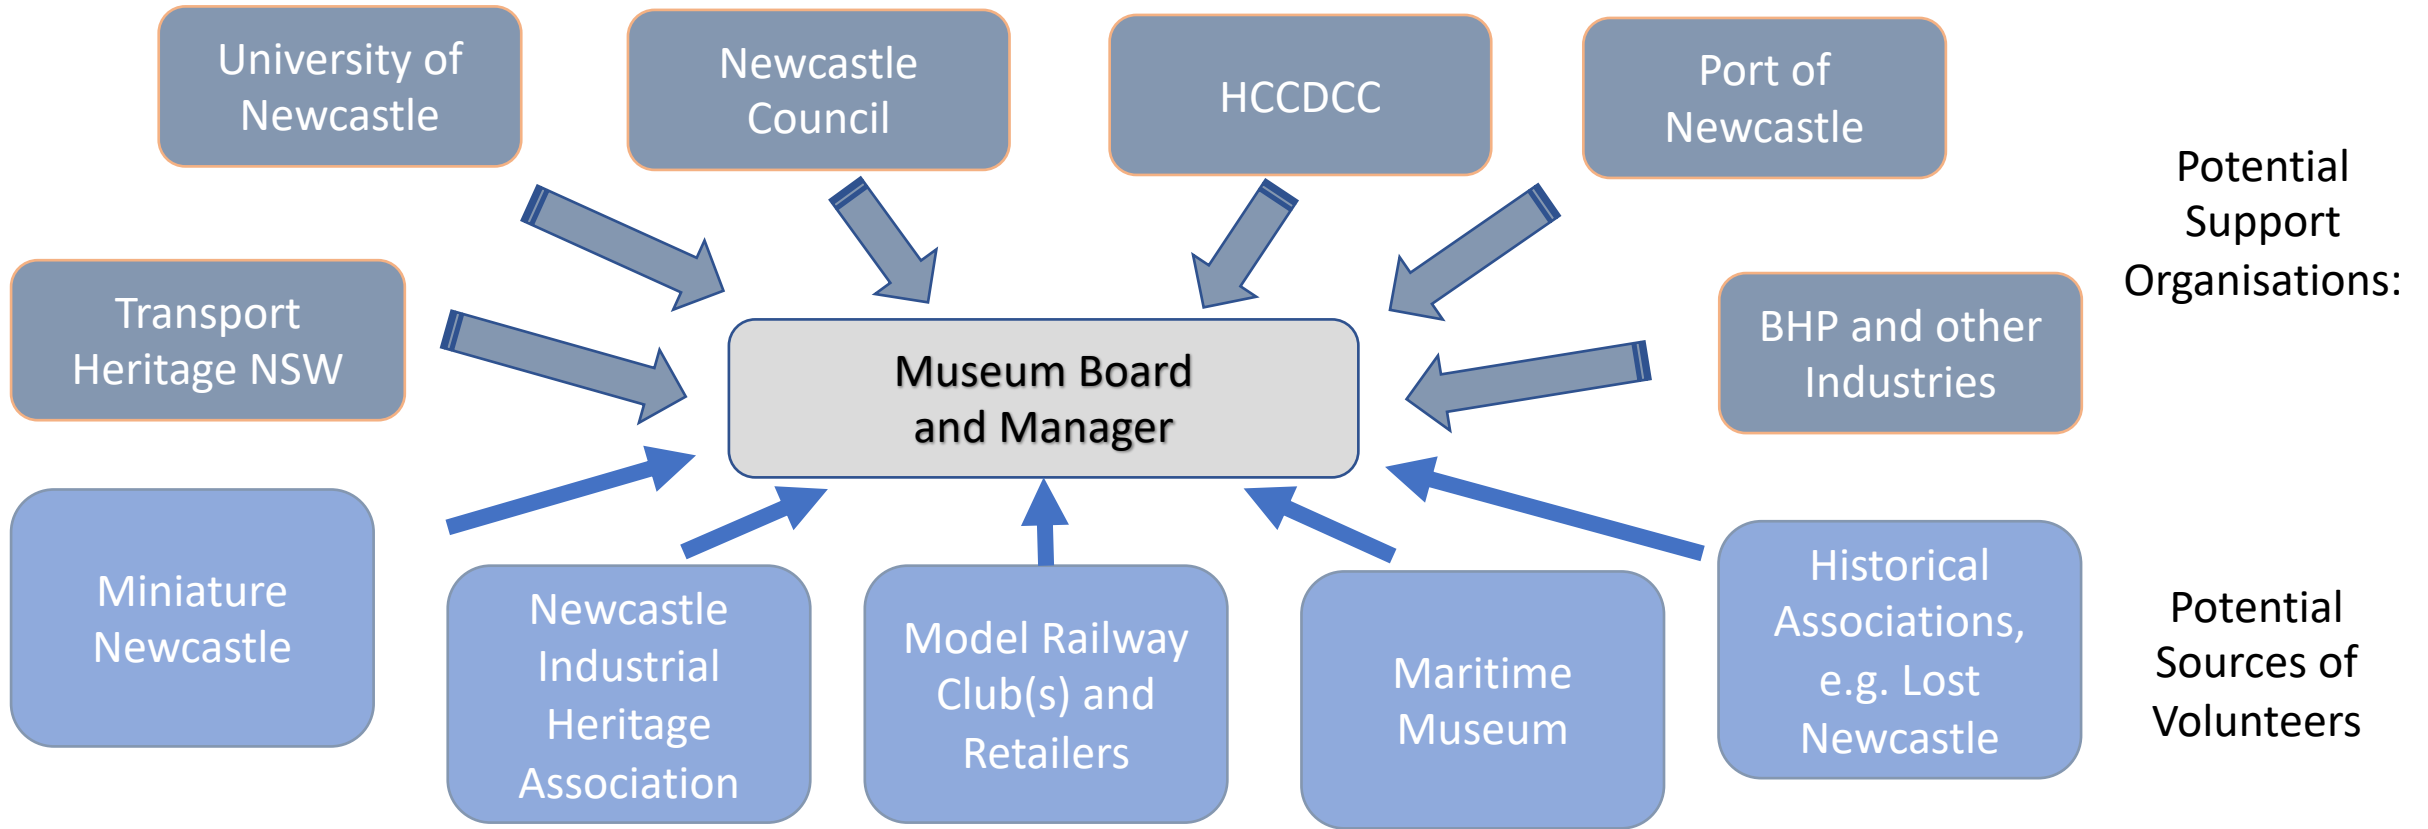 University of
Newcastle
Newcastle
Council
HCCDCC
Port of
Newcastle
Potential
Support
Organisations:
Transport
Heritage NSW
Museum Board
and Manager
BHP and other
Industries
Miniature
Newcastle
Newcastle
Industrial
Heritage
Association
Model Railway
Club(s) and
Retailers
Maritime
Museum
Historical
Associations,
e.g. Lost
Newcastle
Potential
Sources of
Volunteers